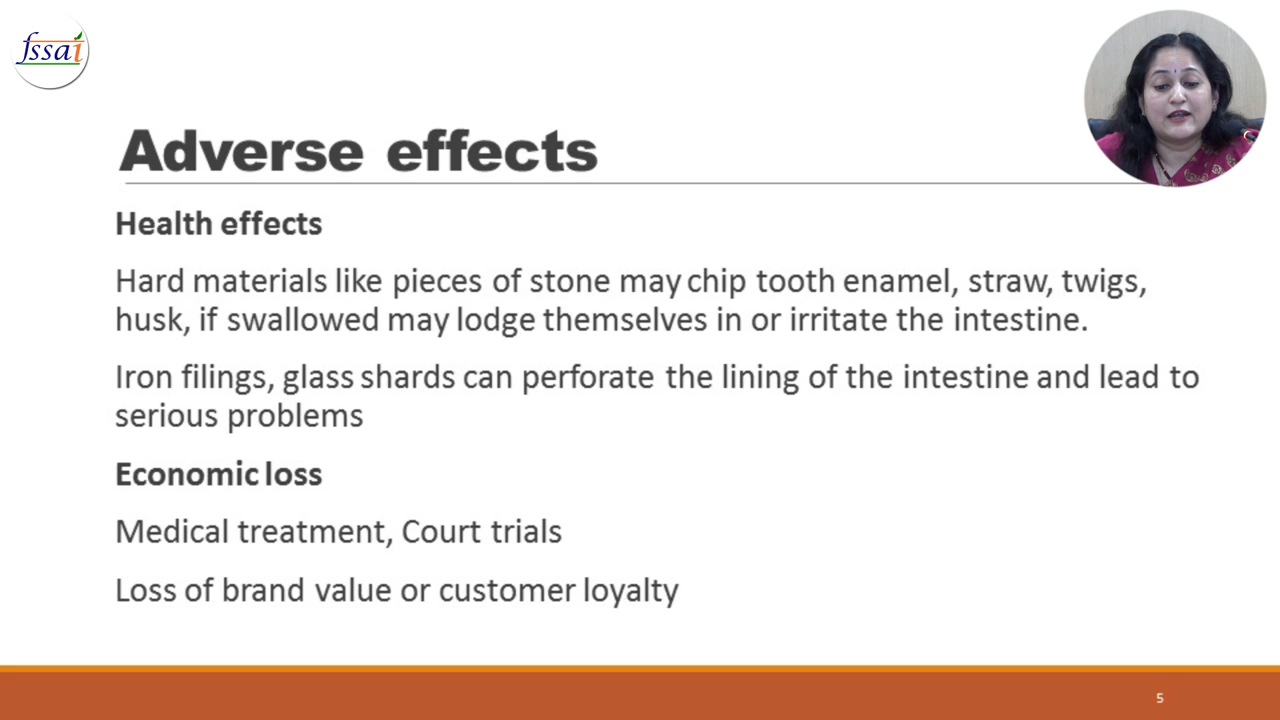 fssai
Adverse effects
Health effects
Hard materials like pieces of stone may chip tooth enamel, straw, twigs,
husk, if swallowed may lodge themselves in or irritate the intestine.
Iron filings, glass shards can perforate the lining of the intestine and lead to
serious problems
Economic loss
Medical treatment, Court trials
Loss of brand value or customer loyalty
5